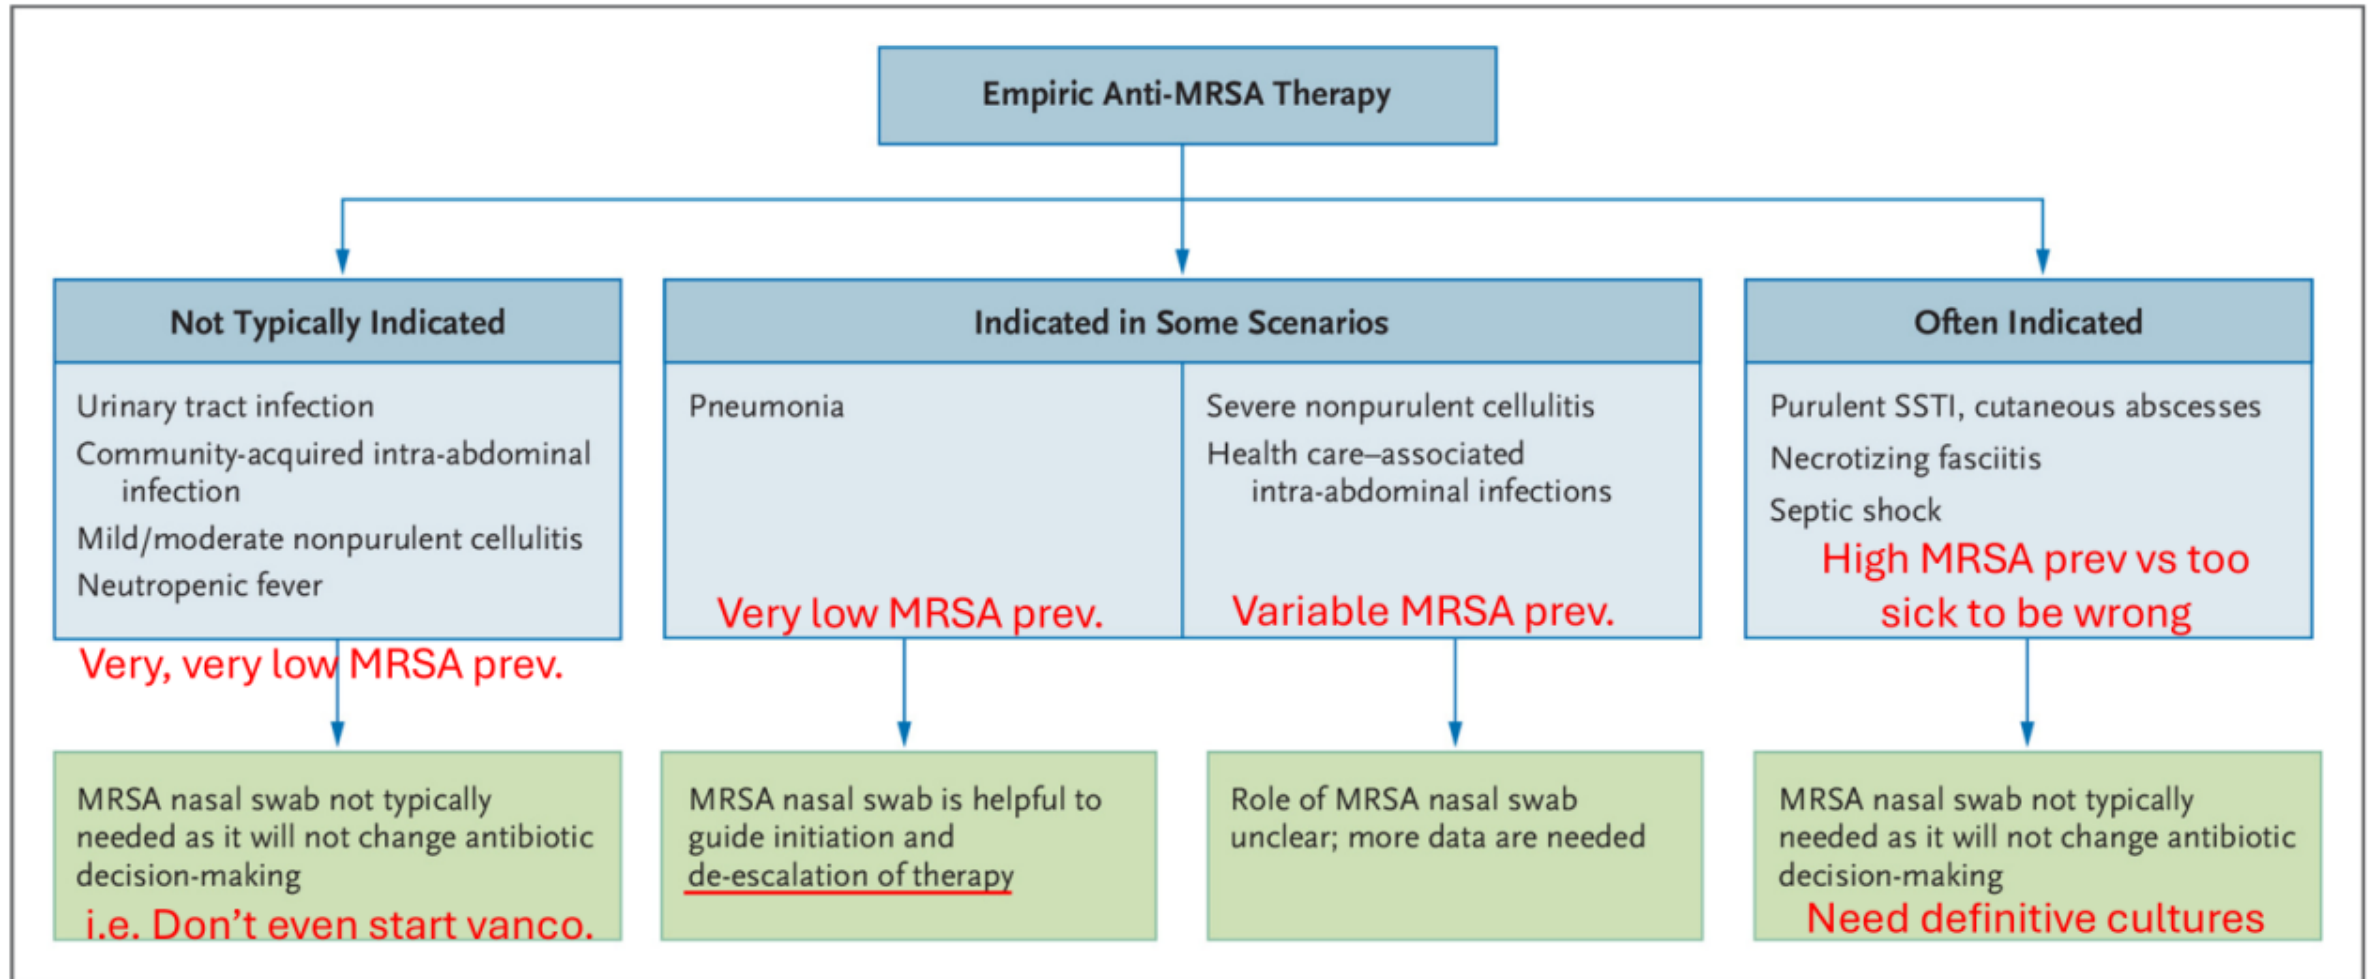 Empiric Anti-MRSA Therapy
Not Typically Indicated
Urinary tract infection
Community-acquired intra-abdominal
infection
Mild/moderate nonpurulent cellulitis
Neutropenic fever
Very, very low MRSA prev.
MRSA nasal swab not typically
needed as it will not change antibiotic
decision-making
i.e. Don't even start vanco.
Indicated in Some Scenarios
Pneumonia
Very low MRSA prev.
MRSA nasal swab is helpful to
guide initiation and
de-escalation of therapy
Severe nonpurulent cellulitis
Health care–associated
intra-abdominal infections
Variable MRSA prev.
Role of MRSA nasal swab
unclear; more data are needed
Often Indicated
Purulent SSTI, cutaneous abscesses
Necrotizing fasciitis
Septic shock
High MRSA prev vs too
sick to be wrong
MRSA nasal swab not typically
needed as it will not change antibiotic
decision-making
Need definitive cultures